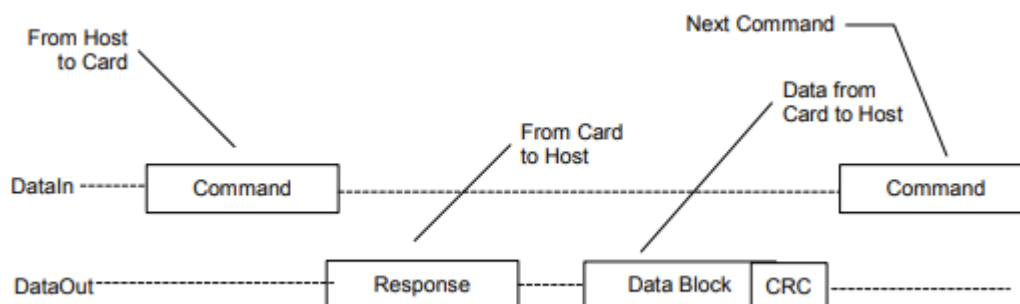 From Host
to Card
Next Command
Data from
Card to Host
From Card
to Host
DataIn
Command
Command
DataOut
Response
Data Block
CRC